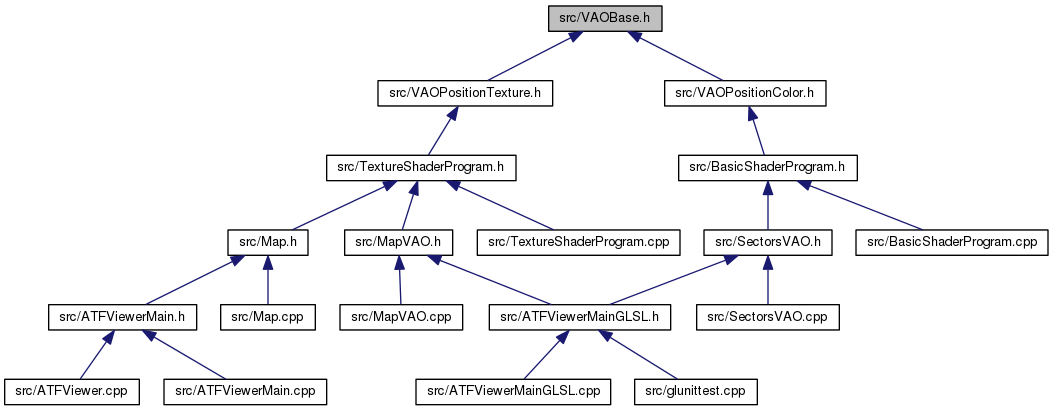 src/VAOBase.h
src/VAOPositionTexture.h
src/VAOPositionColor.h
src/TextureShaderProgram.h
src/BasicShaderProgram.h
src/Map.h
src/MapVAO.h
src/TextureShaderProgram.cpp
src/SectorsVAO.h
src/BasicShaderProgram.cpp
src/ATFViewerMain.h
src/Map.cpp
src/MapVAO.cpp
src/ATFViewerMainGLSL.h
src/SectorsVAO.cpp
src/ATFViewer.cpp
src/ATFViewerMain.cpp
src/ATFViewerMainGLSL.cpp
src/glunittest.cpp